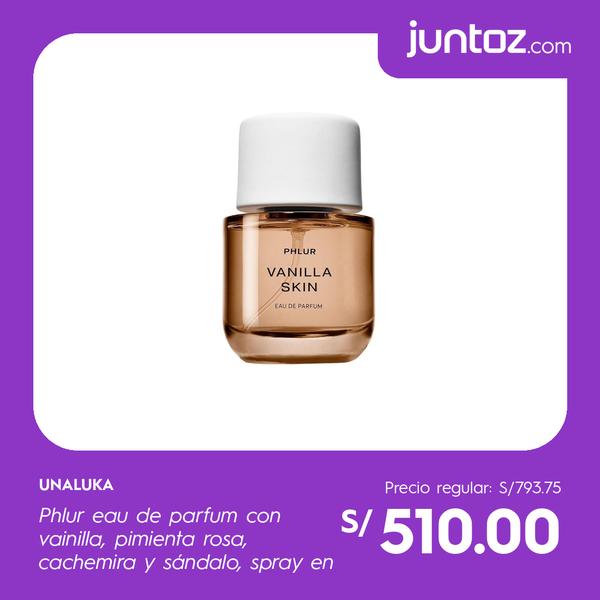 juntoz.com
PHLUR
VANILLA
SKIN
EAU DE PARFUM
UNALUKA
Phlur eau de parfum con
vainilla, pimienta rosa,
cachemira y sándalo, spray en
Precio regular: S/793.75
S/510.00